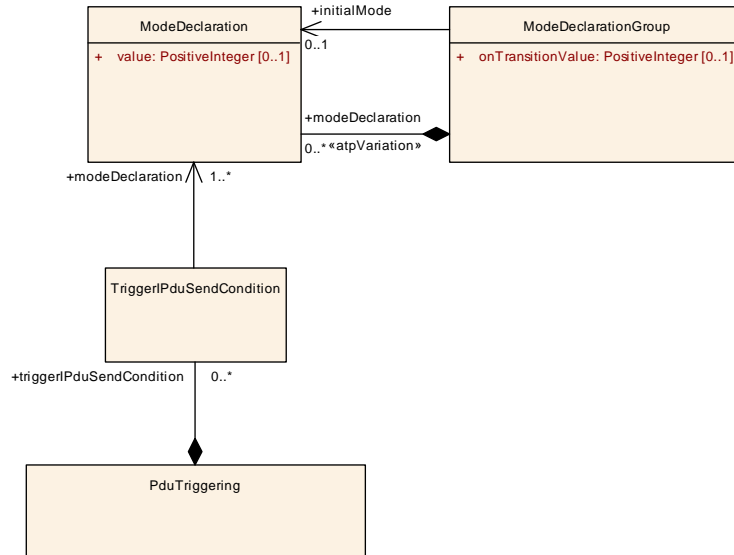 ModeDeclaration
+ value: PositiveInteger [0..1]
+initialMode
0..1
ModeDeclarationGroup
+ onTransitionValue: PositiveInteger [0..1]
+modeDeclaration
0..* «atpVariation»
+modeDeclaration 1..*
TriggerIPduSendCondition
+triggerIPduSendCondition 0..*
PduTriggering